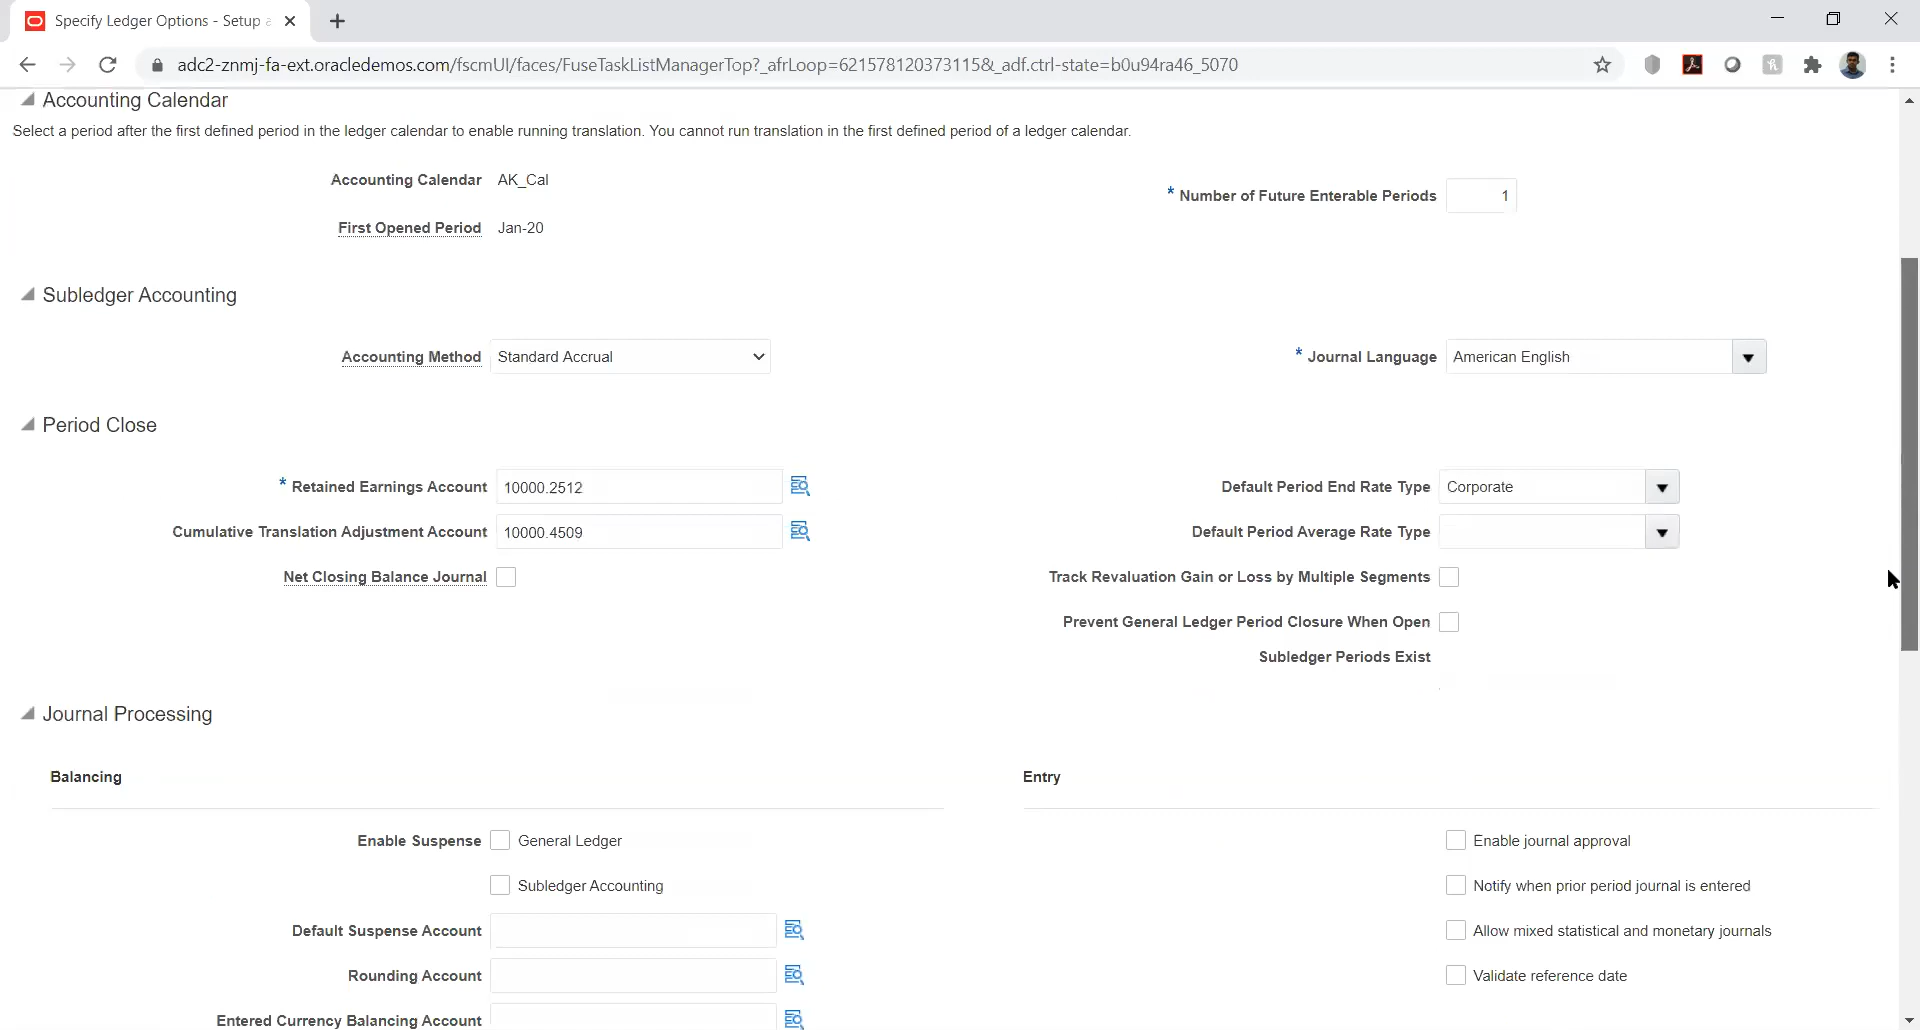 Specify Ledger Options - Setup a
adc2-znmj-fa-ext.oracledemos.com/fscmUI/faces/FuseTaskListManagerTop?_afrLoop=621578120373115&_adf.ctrl-state=b0u94ra46_5070
Accounting Calendar
Select a period after the first defined period in the ledger calendar to enable running translation. You cannot run translation in the first defined period of a ledger calendar.
Accounting Calendar AK_Cal
* Number of Future Enterable Periods 1
First Opened Period Jan-20
Subledger Accounting
Accounting Method Standard Accrual
* Journal Language American English
Period Close
* Retained Earnings Account 10000.2512
Default Period End Rate Type Corporate
Cumulative Translation Adjustment Account 10000.4509
Default Period Average Rate Type
Net Closing Balance Journal
Track Revaluation Gain or Loss by Multiple Segments
Prevent General Ledger Period Closure When Open
Subledger Periods Exist
Journal Processing
Balancing
Entry
Enable Suspense General Ledger
Enable journal approval
Subledger Accounting
Notify when prior period journal is entered
Default Suspense Account
Allow mixed statistical and monetary journals
Rounding Account
Validate reference date
Entered Currency Balancing Account